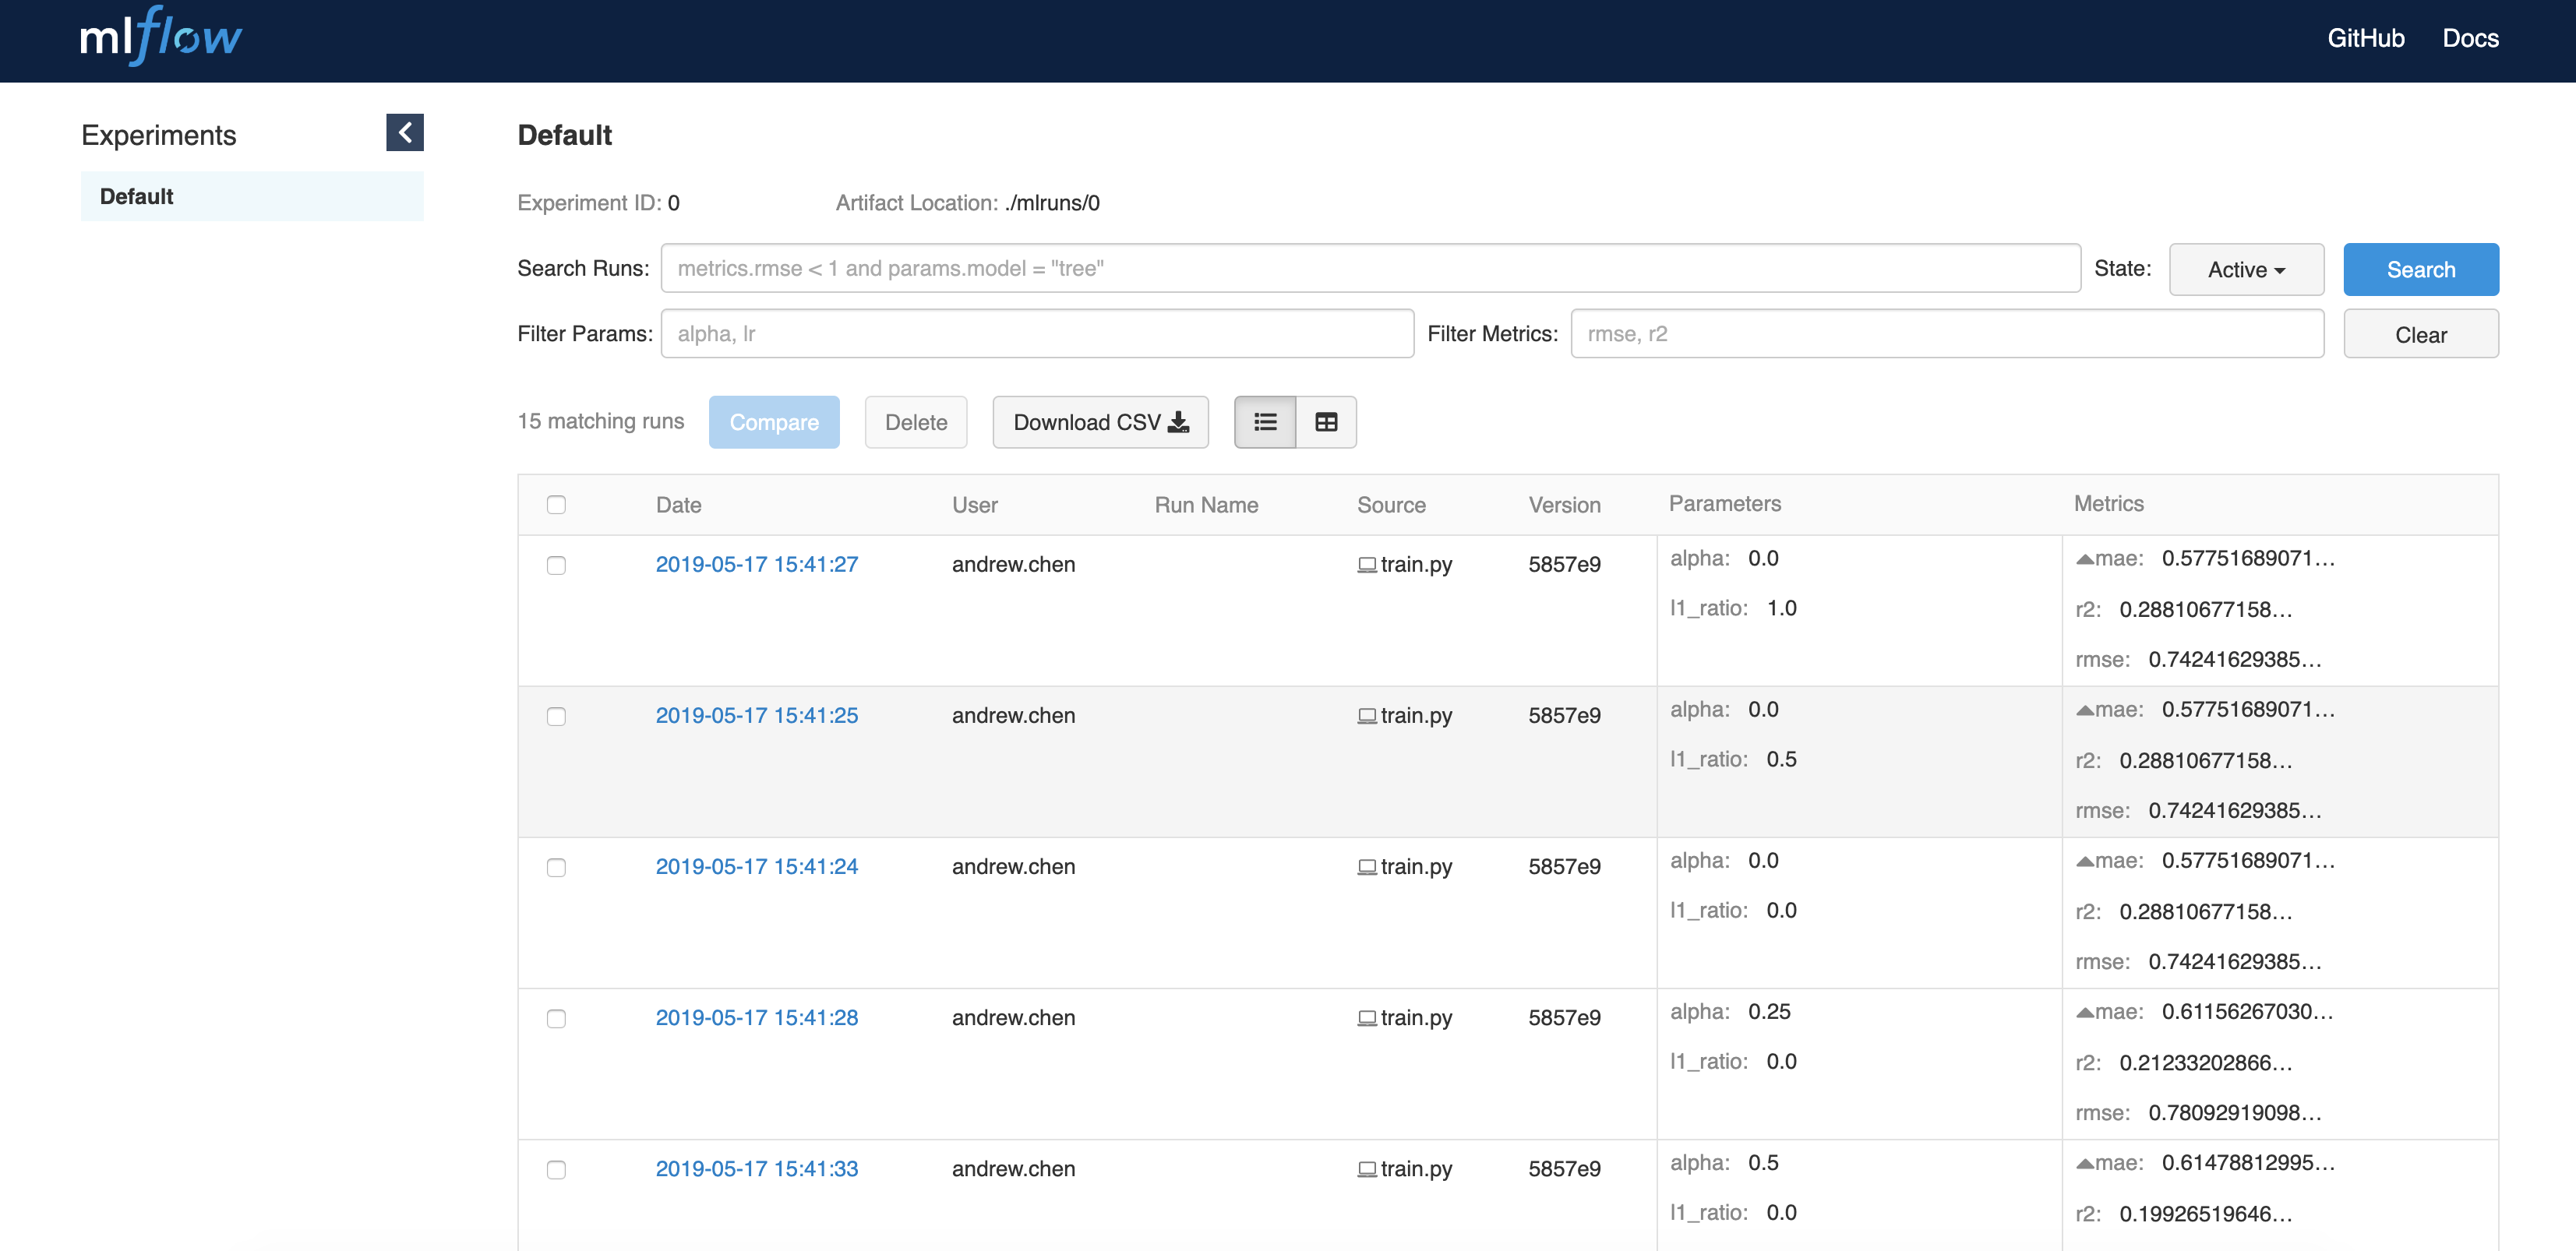 mlflow GitHub Docs
Experiments
Default
Default
Experiment ID: 0 Artifact Location: ./mlruns/0
Search Runs: metrics.rmse < 1 and params.model = "tree" State: Active Search
Filter Params: alpha, lr Filter Metrics: rmse, r2 Clear
15 matching runs Compare Delete Download CSV
Date User Run Name Source Version Parameters Metrics
2019-05-17 15:41:27 andrew.chen train.py 5857e9 alpha: 0.0 mae: 0.57751689071...
l1_ratio: 1.0 r2: 0.28810677158...
rmse: 0.74241629385...
2019-05-17 15:41:25 andrew.chen train.py 5857e9 alpha: 0.0 mae: 0.57751689071...
l1_ratio: 0.5 r2: 0.28810677158...
rmse: 0.74241629385...
2019-05-17 15:41:24 andrew.chen train.py 5857e9 alpha: 0.0 mae: 0.57751689071...
l1_ratio: 0.0 r2: 0.28810677158...
rmse: 0.74241629385...
2019-05-17 15:41:28 andrew.chen train.py 5857e9 alpha: 0.25 mae: 0.61156267030...
l1_ratio: 0.0 r2: 0.21233202866...
rmse: 0.78092919098...
2019-05-17 15:41:33 andrew.chen train.py 5857e9 alpha: 0.5 mae: 0.61478812995...
l1_ratio: 0.0 r2: 0.19926519646...